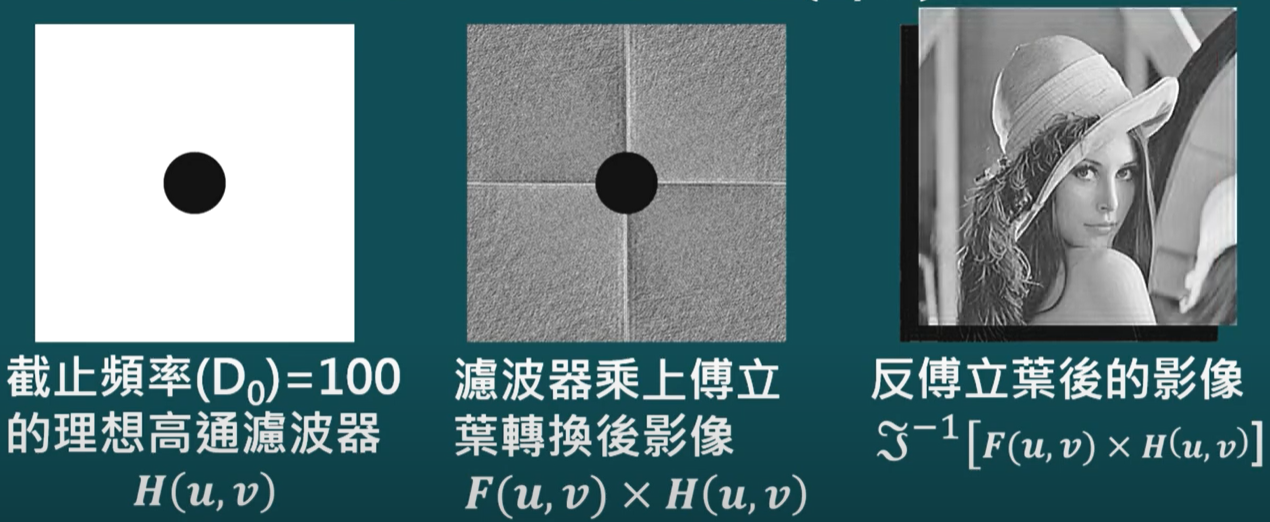 截止頻率(D₀)=100
的理想高通濾波器
H(u,v)
濾波器乘上傅立
葉轉換後影像
F(u,v) × H(u,v)
反傅立葉後的影像
ℑ⁻¹[F(u,v) × H(u,v)]